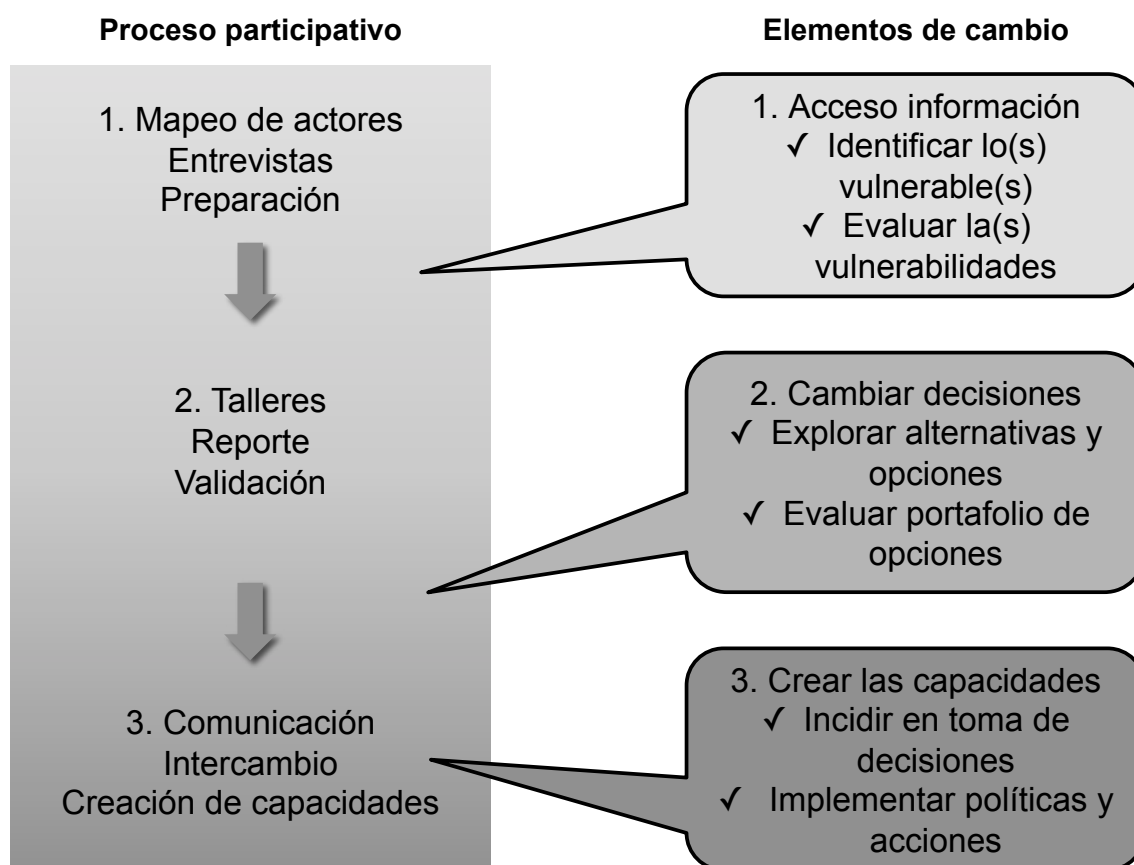 Proceso participativo
1. Mapeo de actores
Entrevistas
Preparación
2. Talleres
Reporte
Validación
3. Comunicación
Intercambio
Creación de capacidades
Elementos de cambio
1. Acceso información
✓ Identificar lo(s)
vulnerable(s)
✓ Evaluar la(s)
vulnerabilidades
2. Cambiar decisiones
✓ Explorar alternativas y
opciones
✓ Evaluar portafolio de
opciones
3. Crear las capacidades
✓ Incidir en toma de
decisiones
✓ Implementar políticas y
acciones